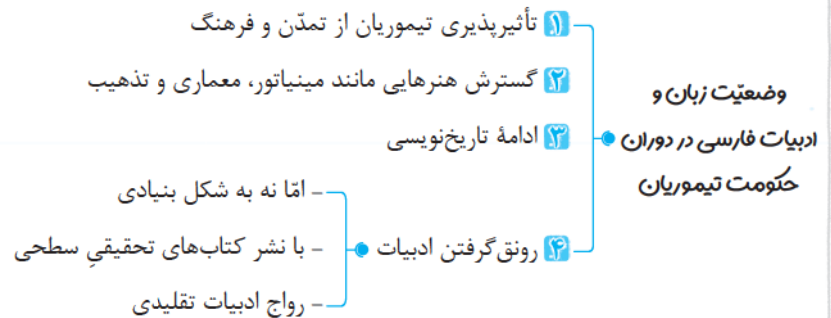 وضعیّت زبان و
ادبیات فارسی در دوران
حکومت تیموریان
۱ تأثیرپذیری تیموریان از تمدّن و فرهنگ
۲ گسترش هنرهایی مانند مینیاتور، معماری و تذهیب
۳ ادامهٔ تاریخ‌نویسی
۴ رونق‌گرفتن ادبیات
- امّا نه به شکل بنیادی
- با نشر کتاب‌های تحقیقیِ سطحی
- رواج ادبیات تقلیدی